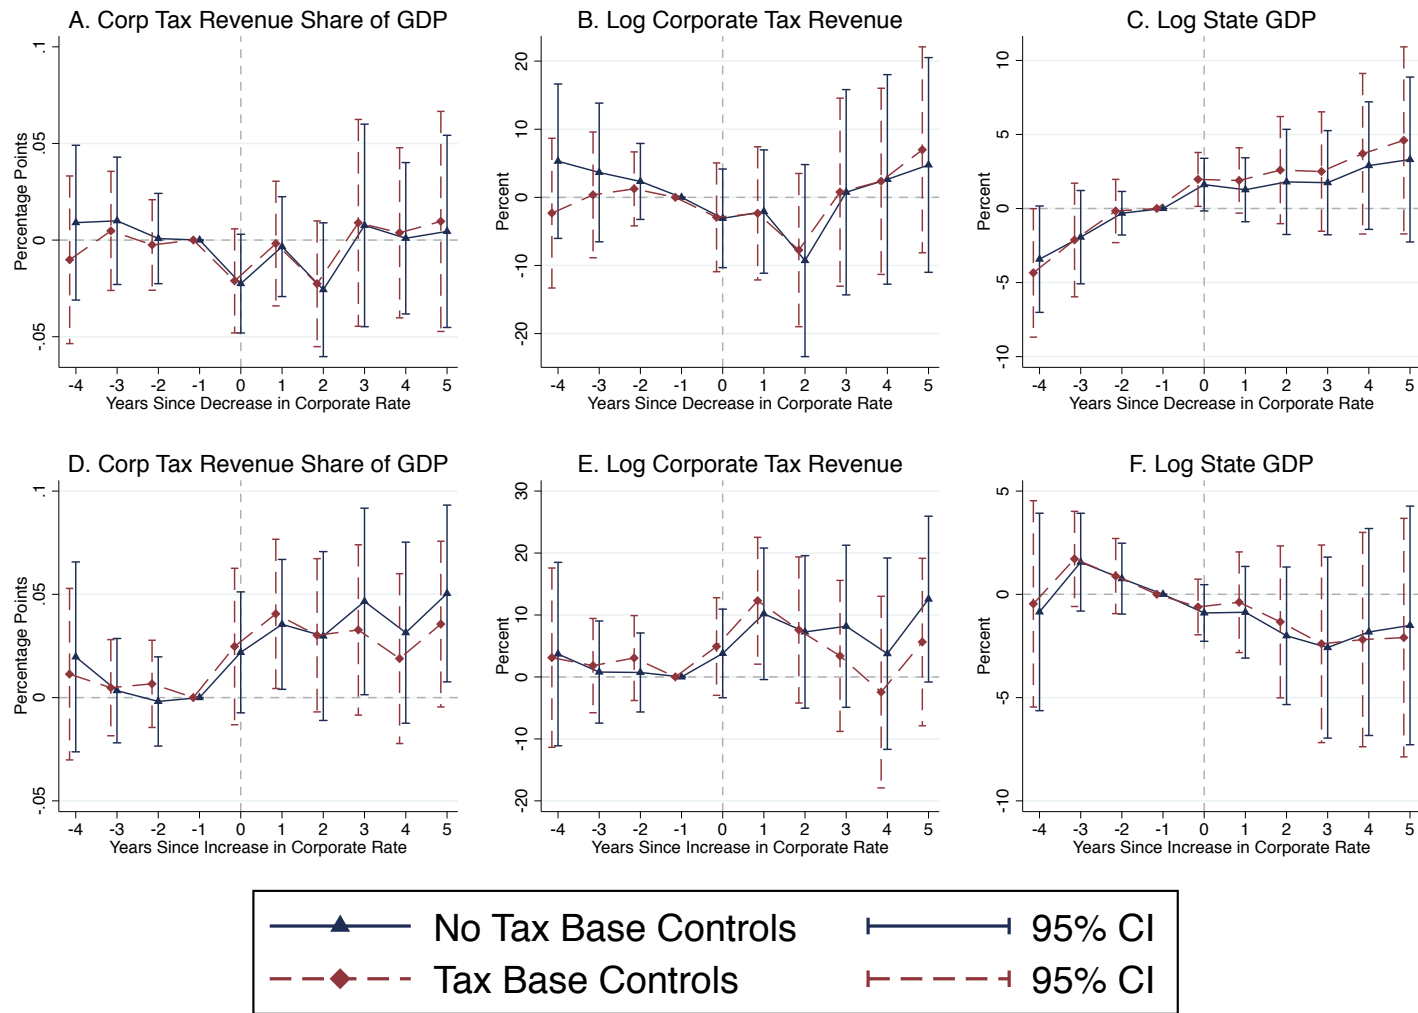 A. Corp Tax Revenue Share of GDP
Percentage Points
.1
.05
0
-.05
-4 -3 -2 -1 0 1 2 3 4 5
Years Since Decrease in Corporate Rate
B. Log Corporate Tax Revenue
Percent
20
10
0
-10
-20
-4 -3 -2 -1 0 1 2 3 4 5
Years Since Decrease in Corporate Rate
C. Log State GDP
Percent
10
5
0
-5
-10
-4 -3 -2 -1 0 1 2 3 4 5
Years Since Decrease in Corporate Rate
D. Corp Tax Revenue Share of GDP
Percentage Points
.1
.05
0
-.05
-4 -3 -2 -1 0 1 2 3 4 5
Years Since Increase in Corporate Rate
E. Log Corporate Tax Revenue
Percent
30
20
10
0
-10
-20
-4 -3 -2 -1 0 1 2 3 4 5
Years Since Increase in Corporate Rate
F. Log State GDP
Percent
5
0
-5
-10
-4 -3 -2 -1 0 1 2 3 4 5
Years Since Increase in Corporate Rate
No Tax Base Controls 95% CI
Tax Base Controls 95% CI